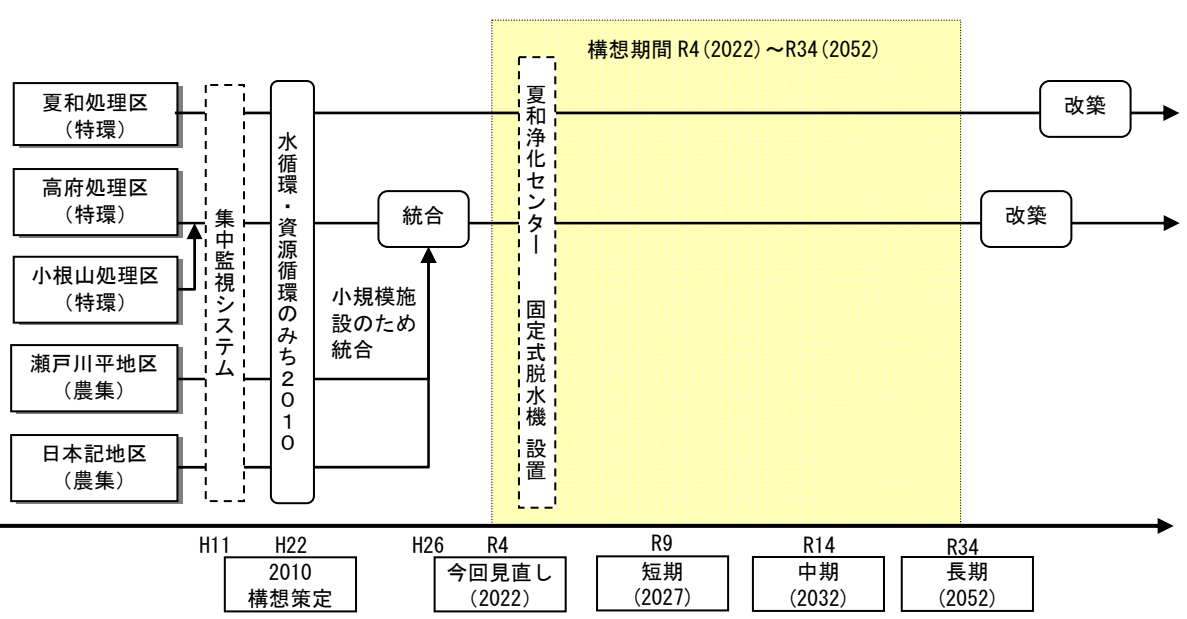 構想期間 R4(2022)～R34(2052)
夏和処理区
（特環）
高府処理区
（特環）
小根山処理区
（特環）
瀬戸川平地区
（農集）
日本記地区
（農集）
集中監視システム
水循環・資源循環のみち2010
統合
小規模施
設のため
統合
夏和浄化センター　固定式脱水機 設置
改築
改築
H11
H22
H26
R4
R9
R14
R34
2010
構想策定
今回見直し
(2022)
短期
(2027)
中期
(2032)
長期
(2052)